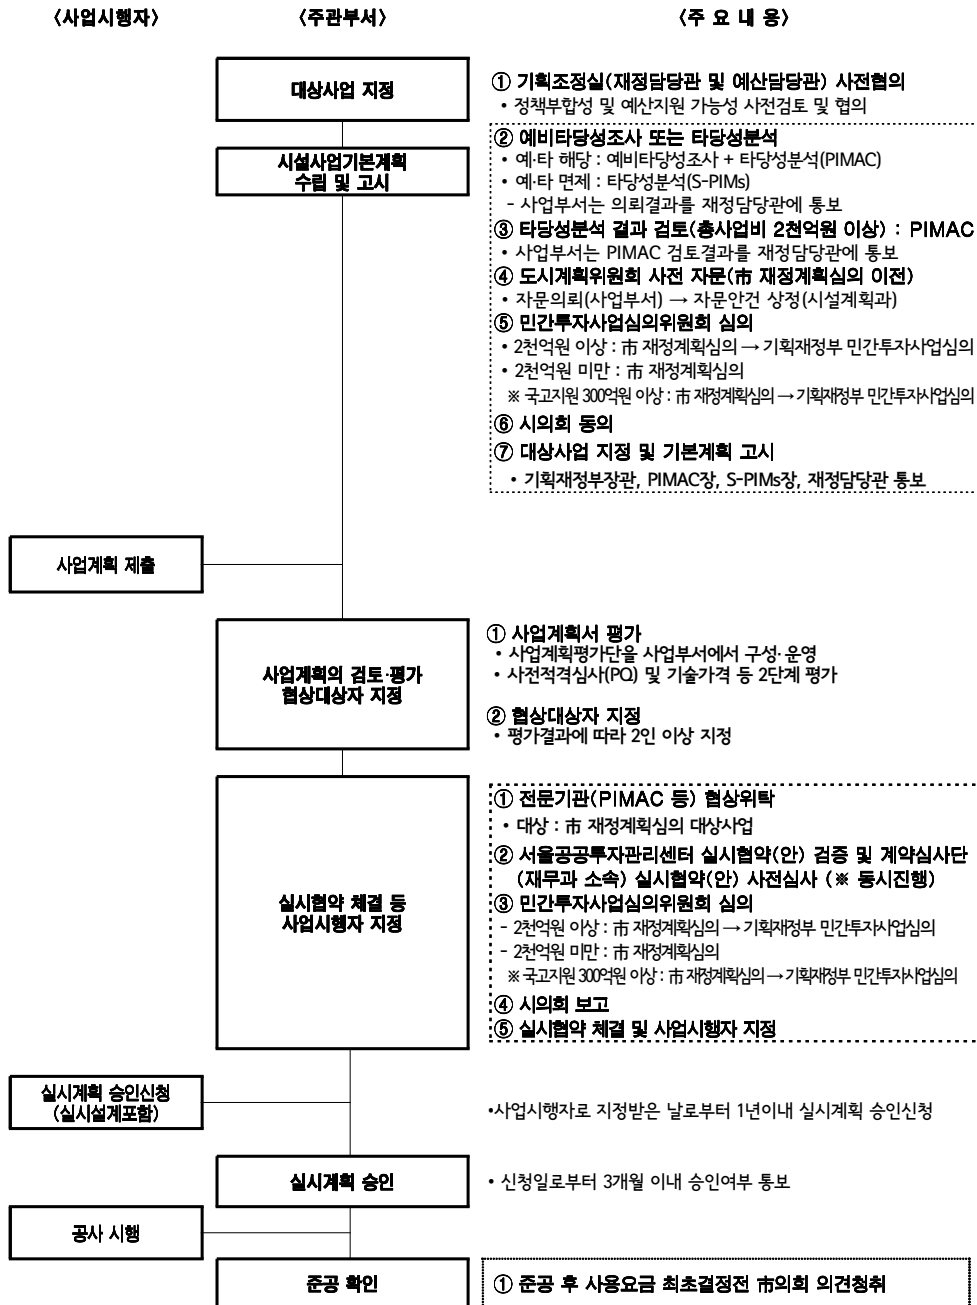 〈사업시행자〉
〈주관부서〉
〈주 요 내 용〉
대상사업 지정
① 기획조정실(재정담당관 및 예산담당관) 사전협의
• 정책부합성 및 예산지원 가능성 사전검토 및 협의
시설사업기본계획
수립 및 고시
② 예비타당성조사 또는 타당성분석
• 예·타 해당 : 예비타당성조사 + 타당성분석(PIMAC)
• 예·타 면제 : 타당성분석(S-PIMs)
- 사업부서는 의뢰결과를 재정담당관에 통보
③ 타당성분석 결과 검토(총사업비 2천억원 이상) : PIMAC
• 사업부서는 PIMAC 검토결과를 재정담당관에 통보
④ 도시계획위원회 사전 자문(市 재정계획심의 이전)
• 자문의뢰(사업부서) → 자문안건 상정(시설계획과)
⑤ 민간투자사업심의위원회 심의
• 2천억원 이상 : 市 재정계획심의 → 기획재정부 민간투자사업심의
• 2천억원 미만 : 市 재정계획심의
※ 국고지원 300억원 이상 : 市 재정계획심의 → 기획재정부 민간투자사업심의
⑥ 시의회 동의
⑦ 대상사업 지정 및 기본계획 고시
• 기획재정부장관, PIMAC장, S-PIMs장, 재정담당관 통보
사업계획 제출
사업계획의 검토·평가
협상대상자 지정
① 사업계획서 평가
• 사업계획평가단을 사업부서에서 구성·운영
• 사전적격심사(PQ) 및 기술가격 등 2단계 평가
② 협상대상자 지정
• 평가결과에 따라 2인 이상 지정
실시협약 체결 등
사업시행자 지정
① 전문기관(PIMAC 등) 협상위탁
• 대상 : 市 재정계획심의 대상사업
② 서울공공투자관리센터 실시협약(안) 검증 및 계약심사단
(재무과 소속) 실시협약(안) 사전심사 (※ 동시진행)
③ 민간투자사업심의위원회 심의
- 2천억원 이상 : 市 재정계획심의 → 기획재정부 민간투자사업심의
- 2천억원 미만 : 市 재정계획심의
※ 국고지원 300억원 이상 : 市 재정계획심의 → 기획재정부 민간투자사업심의
④ 시의회 보고
⑤ 실시협약 체결 및 사업시행자 지정
실시계획 승인신청
(실시설계포함)
•사업시행자로 지정받은 날로부터 1년이내 실시계획 승인신청
실시계획 승인
• 신청일로부터 3개월 이내 승인여부 통보
공사 시행
준공 확인
① 준공 후 사용요금 최초결정전 市의회 의견청취